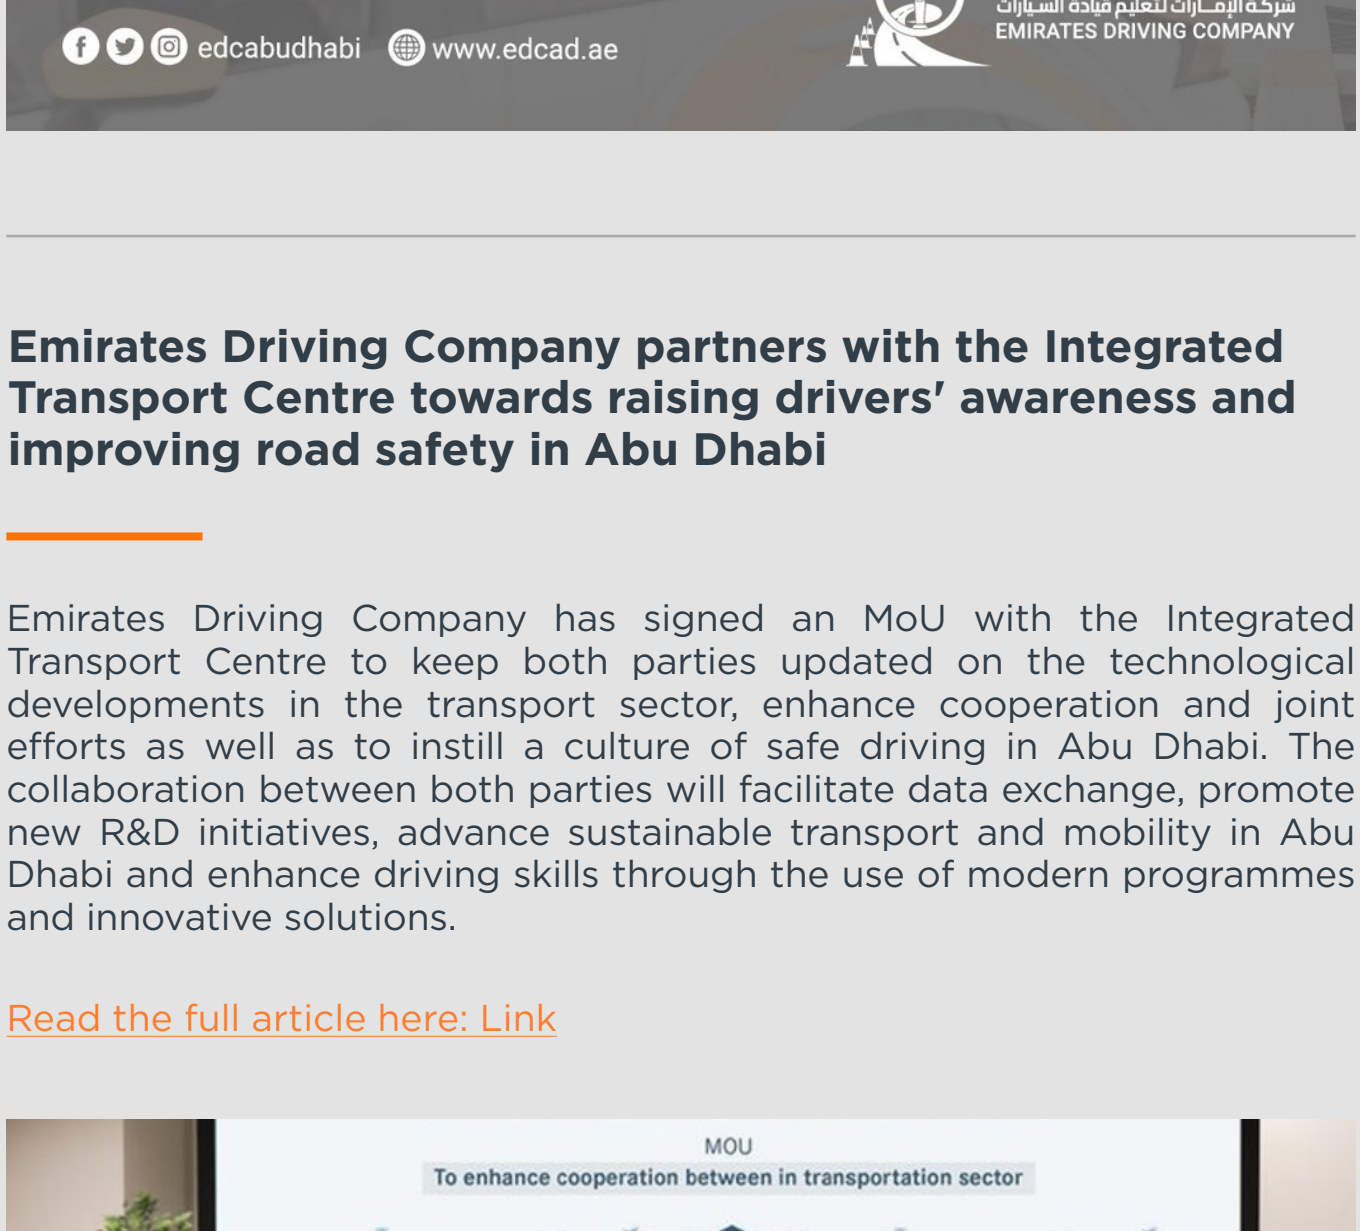 شركة الإمــارات لتعليم قيادة السيارات
EMIRATES DRIVING COMPANY
edcabudhabi www.edcad.ae
Emirates Driving Company partners with the Integrated
Transport Centre towards raising drivers' awareness and
improving road safety in Abu Dhabi
Emirates Driving Company has signed an MoU with the Integrated
Transport Centre to keep both parties updated on the technological
developments in the transport sector, enhance cooperation and joint
efforts as well as to instill a culture of safe driving in Abu Dhabi. The
collaboration between both parties will facilitate data exchange, promote
new R&D initiatives, advance sustainable transport and mobility in Abu
Dhabi and enhance driving skills through the use of modern programmes
and innovative solutions.
Read the full article here: Link
MOU
To enhance cooperation between in transportation sector